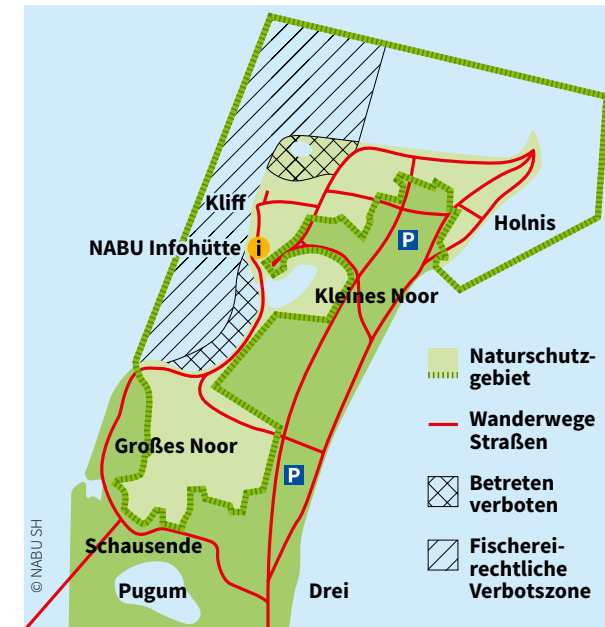 Kliff
NABU Infohütte
i
P
Holnis
Kleines Noor
Großes Noor
P
Schausende
Pugum
Drei
Naturschutz-
gebiet
Wanderwege
Straßen
Betreten
verboten
Fischerei-
rechtliche
Verbotszone
© NABU SH